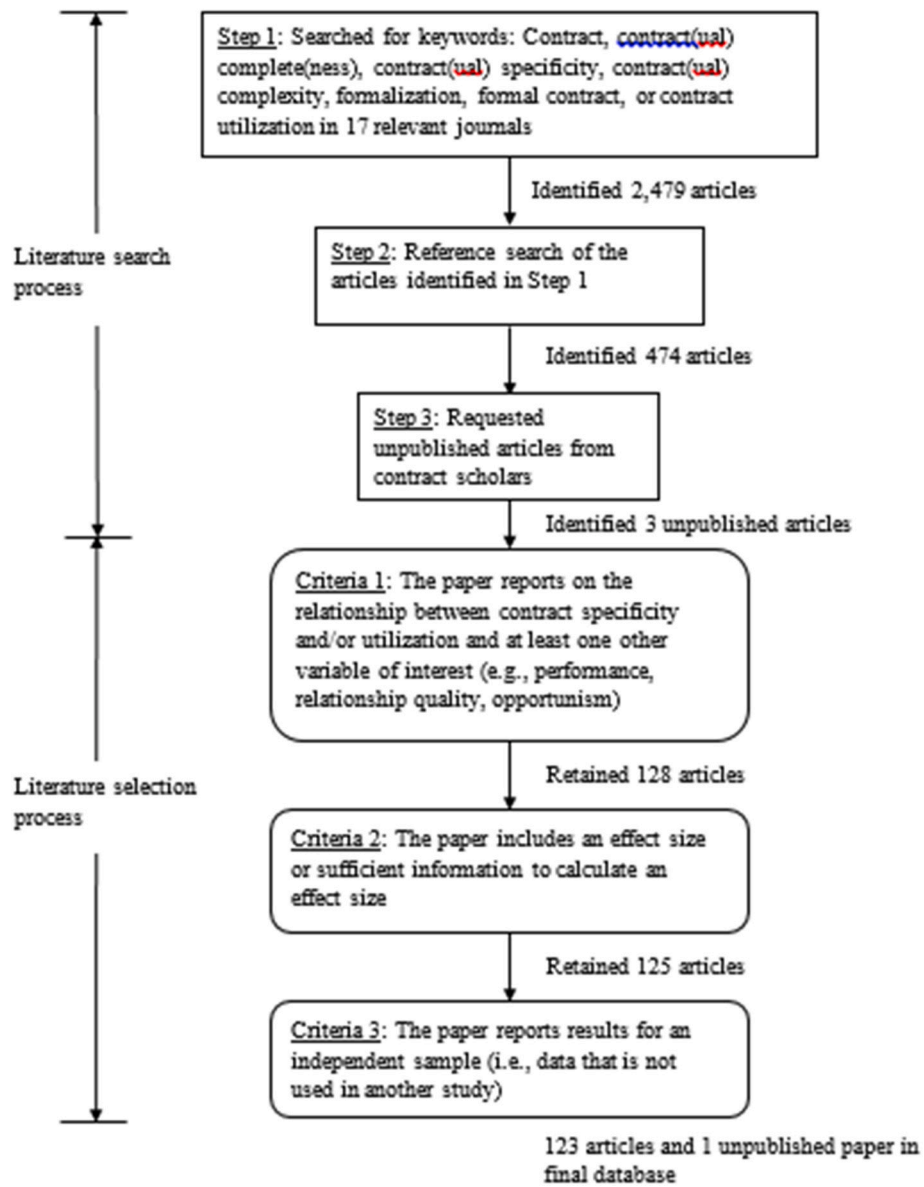 Step 1: Searched for keywords: Contract, contract(ual)
complete(ness), contract(ual) specificity, contract(ual)
complexity, formalization, formal contract, or contract
utilization in 17 relevant journals
Identified 2,479 articles
Literature search
process
Step 2: Reference search of the
articles identified in Step 1
Identified 474 articles
Step 3: Requested
unpublished articles from
contract scholars
Identified 3 unpublished articles
Criteria 1: The paper reports on the
relationship between contract specificity
and/or utilization and at least one other
variable of interest (e.g., performance,
relationship quality, opportunism)
Retained 128 articles
Literature selection
process
Criteria 2: The paper includes an effect size
or sufficient information to calculate an
effect size
Retained 125 articles
Criteria 3: The paper reports results for an
independent sample (i.e., data that is not
used in another study)
123 articles and 1 unpublished paper in
final database